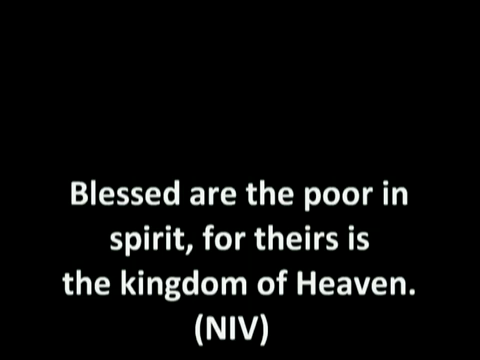 Blessed are the poor in
spirit, for theirs is
the kingdom of Heaven.
(NIV)